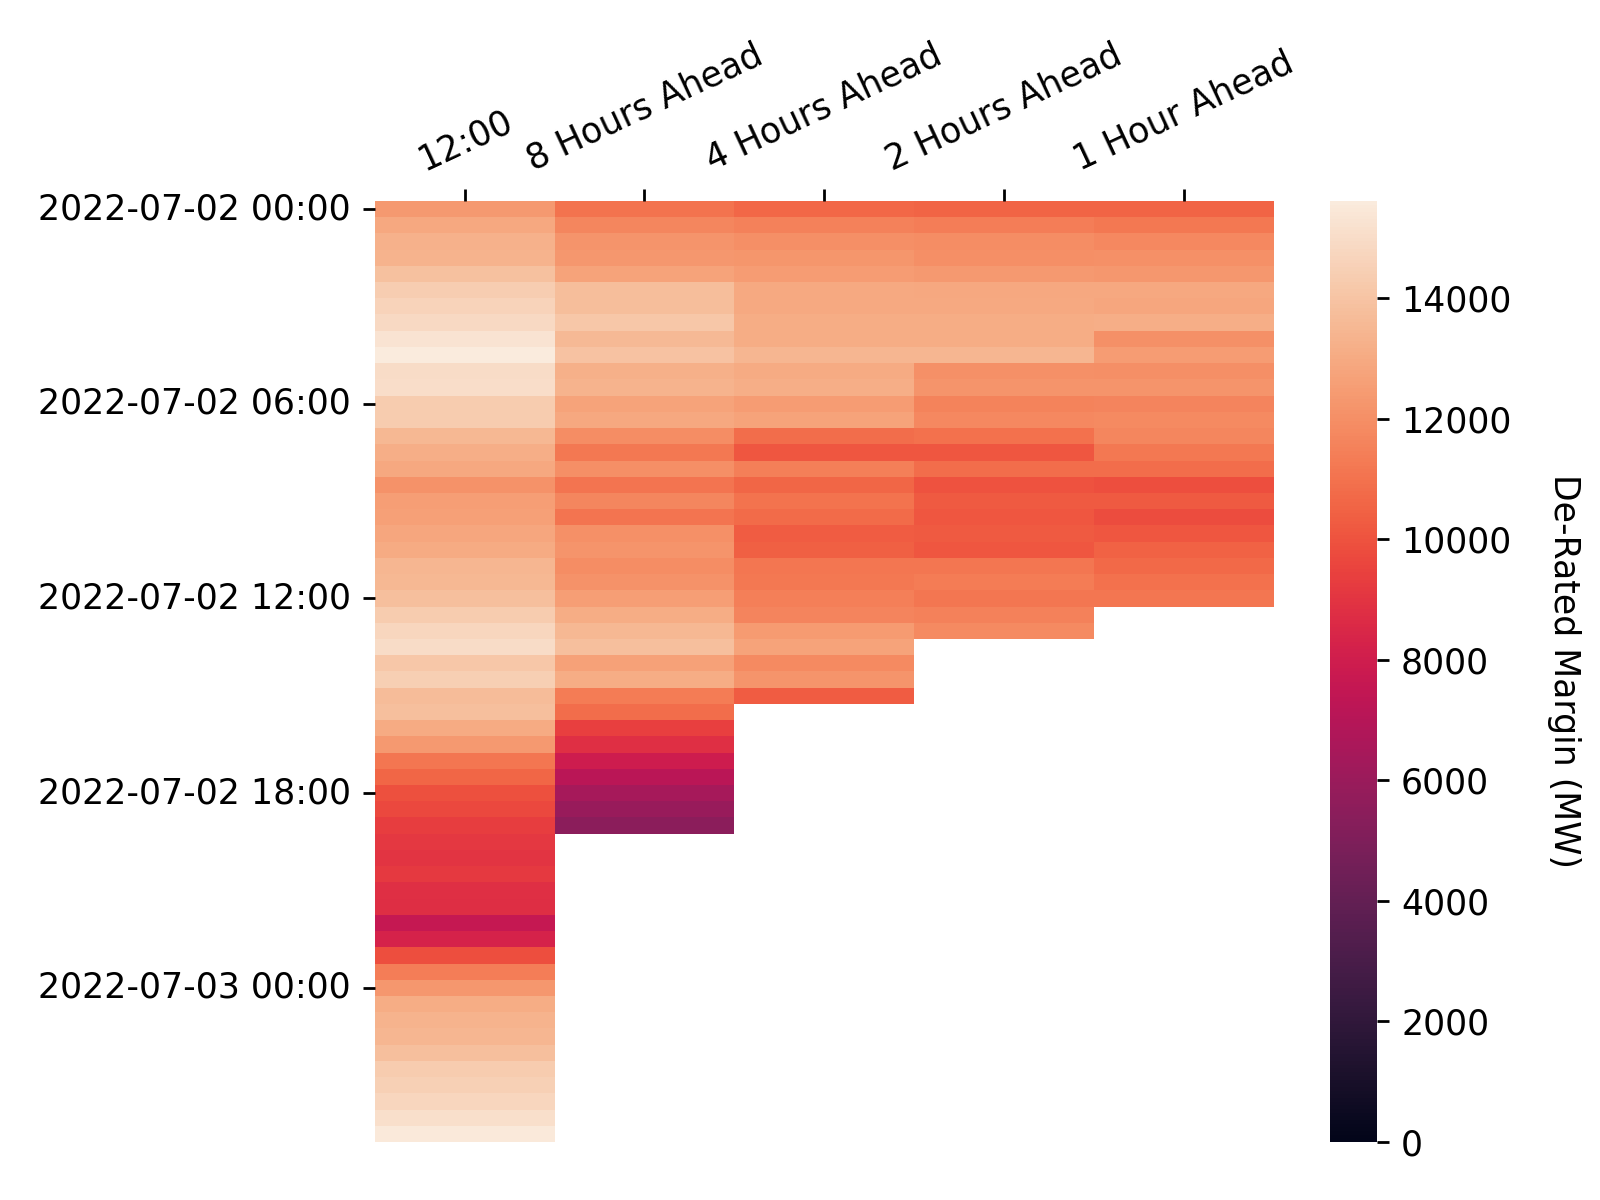 12:00
8 Hours Ahead
4 Hours Ahead
2 Hours Ahead
1 Hour Ahead
2022-07-02 00:00
2022-07-02 06:00
2022-07-02 12:00
2022-07-02 18:00
2022-07-03 00:00
14000
12000
10000
8000
6000
4000
2000
0
De-Rated Margin (MW)